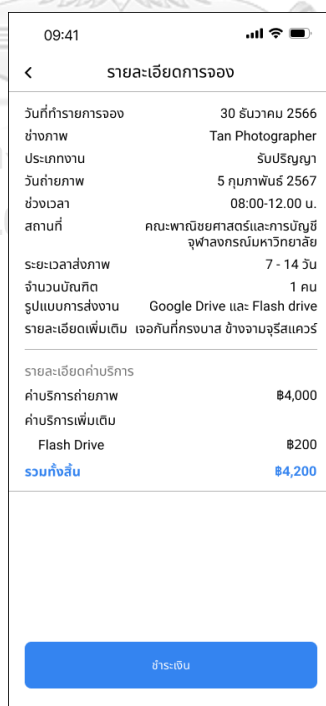 09:41
รายละเอียดการจอง
วันที่ทำรายการจอง 30 ธันวาคม 2566
ช่างภาพ Tan Photographer
ประเภทงาน รับปริญญา
วันถ่ายภาพ 5 กุมภาพันธ์ 2567
ช่วงเวลา 08:00-12.00 น.
สถานที่ คณะพาณิชยศาสตร์และการบัญชี
จุฬาลงกรณ์มหาวิทยาลัย
ระยะเวลาส่งภาพ 7 - 14 วัน
จำนวนบัณฑิต 1 คน
รูปแบบการส่งงาน Google Drive และ Flash drive
รายละเอียดเพิ่มเติม เจอกันที่กรงบาส ข้างจามจุรีสแควร์
รายละเอียดค่าบริการ
ค่าบริการถ่ายภาพ ฿4,000
ค่าบริการเพิ่มเติม
Flash Drive ฿200
รวมทั้งสิ้น ฿4,200
ชำระเงิน